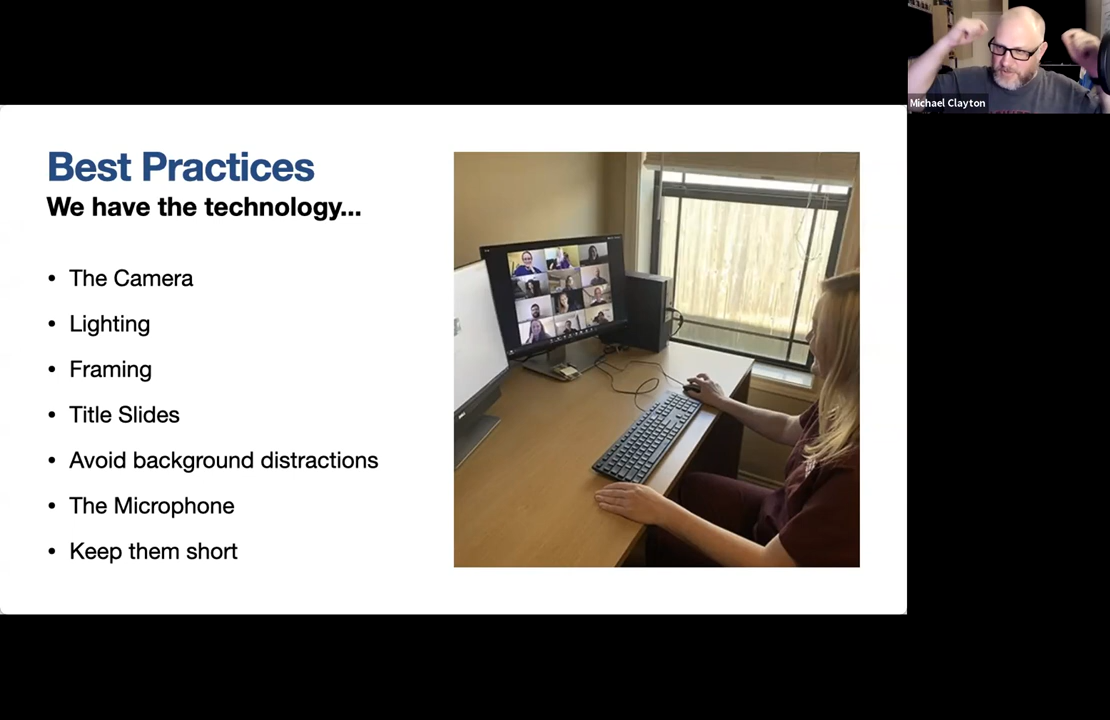 Best Practices
We have the technology...
• The Camera
• Lighting
• Framing
• Title Slides
• Avoid background distractions
• The Microphone
• Keep them short
Michael Clayton